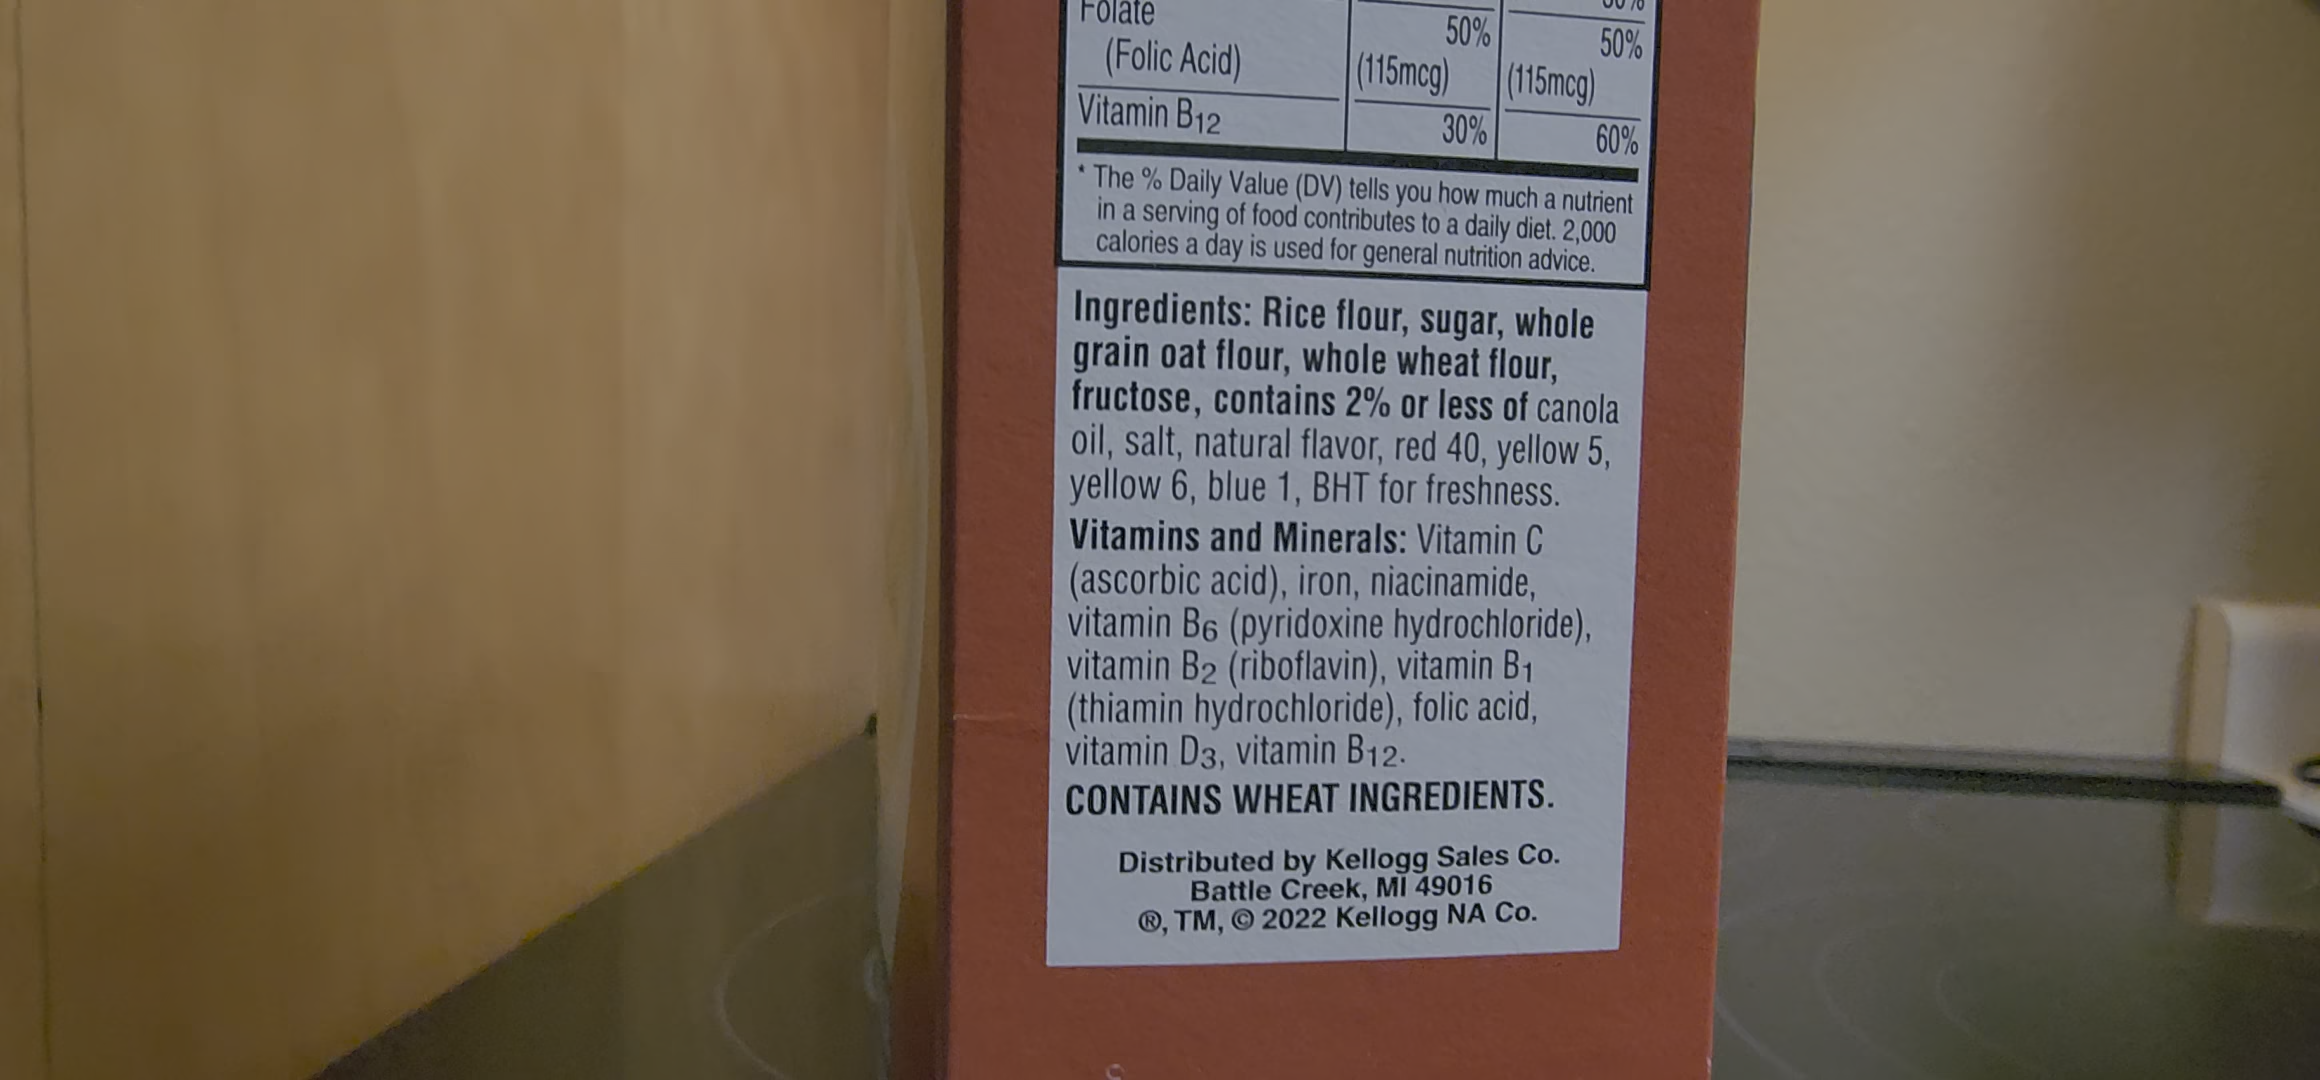 Folate 50% 50%
(Folic Acid) (115mcg) (115mcg)
Vitamin B12 30% 60%
* The % Daily Value (DV) tells you how much a nutrient
in a serving of food contributes to a daily diet. 2,000
calories a day is used for general nutrition advice.
Ingredients: Rice flour, sugar, whole
grain oat flour, whole wheat flour,
fructose, contains 2% or less of canola
oil, salt, natural flavor, red 40, yellow 5,
yellow 6, blue 1, BHT for freshness.
Vitamins and Minerals: Vitamin C
(ascorbic acid), iron, niacinamide,
vitamin B6 (pyridoxine hydrochloride),
vitamin B2 (riboflavin), vitamin B1
(thiamin hydrochloride), folic acid,
vitamin D3, vitamin B12.
CONTAINS WHEAT INGREDIENTS.
Distributed by Kellogg Sales Co.
Battle Creek, MI 49016
®, TM, © 2022 Kellogg NA Co.